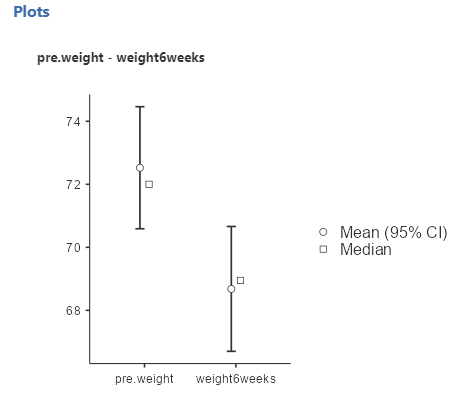 Plots
pre.weight - weight6weeks
74
72
70
68
pre.weight weight6weeks
Mean (95% CI)
Median